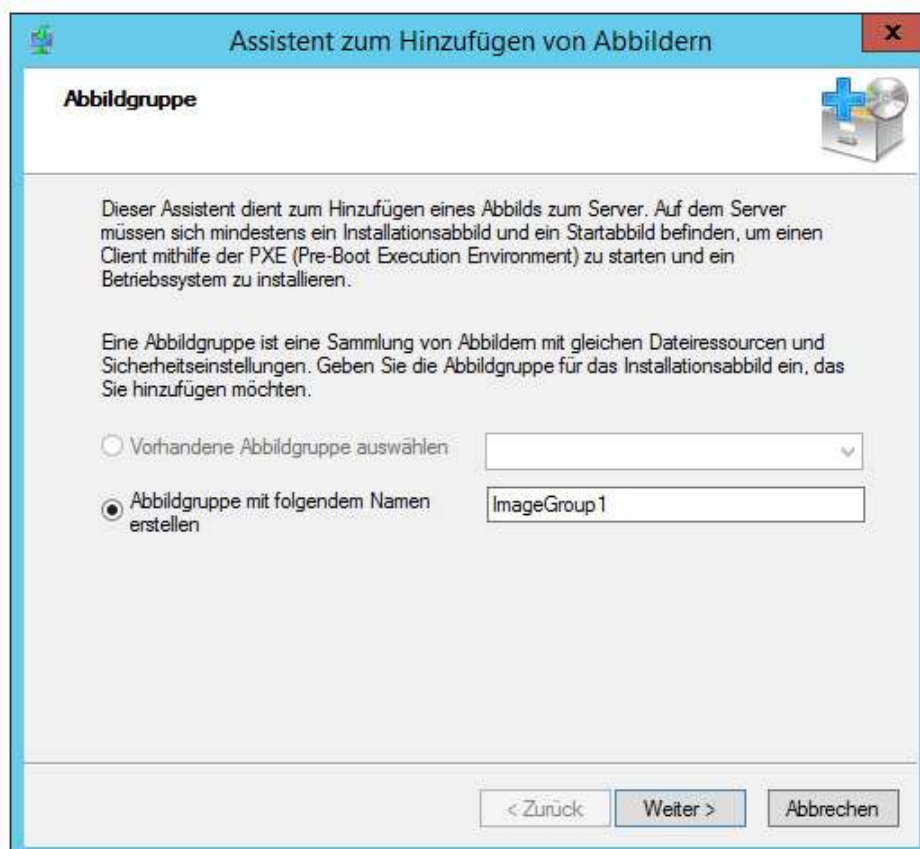 Assistent zum Hinzufügen von Abbildern
x
Abbildgruppe
Dieser Assistent dient zum Hinzufügen eines Abbilds zum Server. Auf dem Server
müssen sich mindestens ein Installationsabbild und ein Startabbild befinden, um einen
Client mithilfe der PXE (Pre-Boot Execution Environment) zu starten und ein
Betriebssystem zu installieren.
Eine Abbildgruppe ist eine Sammlung von Abbildern mit gleichen Dateiressourcen und
Sicherheitseinstellungen. Geben Sie die Abbildgruppe für das Installationsabbild ein, das
Sie hinzufügen möchten.
Vorhandene Abbildgruppe auswählen
Abbildgruppe mit folgendem Namen
erstellen
ImageGroup1
< Zurück
Weiter >
Abbrechen